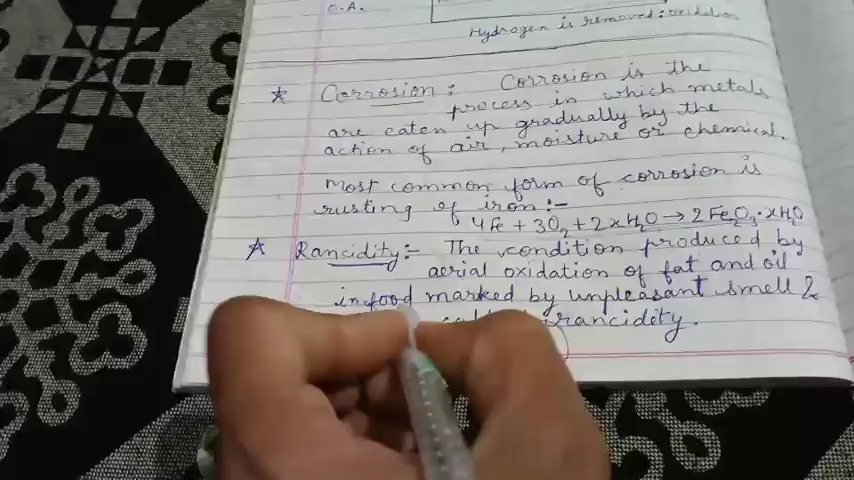 O.A.
Hydrogen is removed: oxidation
* Corrosion : Corrosion is the
process in which metals
are eaten up gradually by the
action of air, moisture or chemical.
Most common form of corrosion is
rusting of iron :-
4Fe + 3O₂ + 2xH₂O → 2Fe₂O₃·xH₂O
* Rancidity :- The condition produced by
aerial oxidation of fat and oil
in food marked by unpleasant smell &
rancidity.